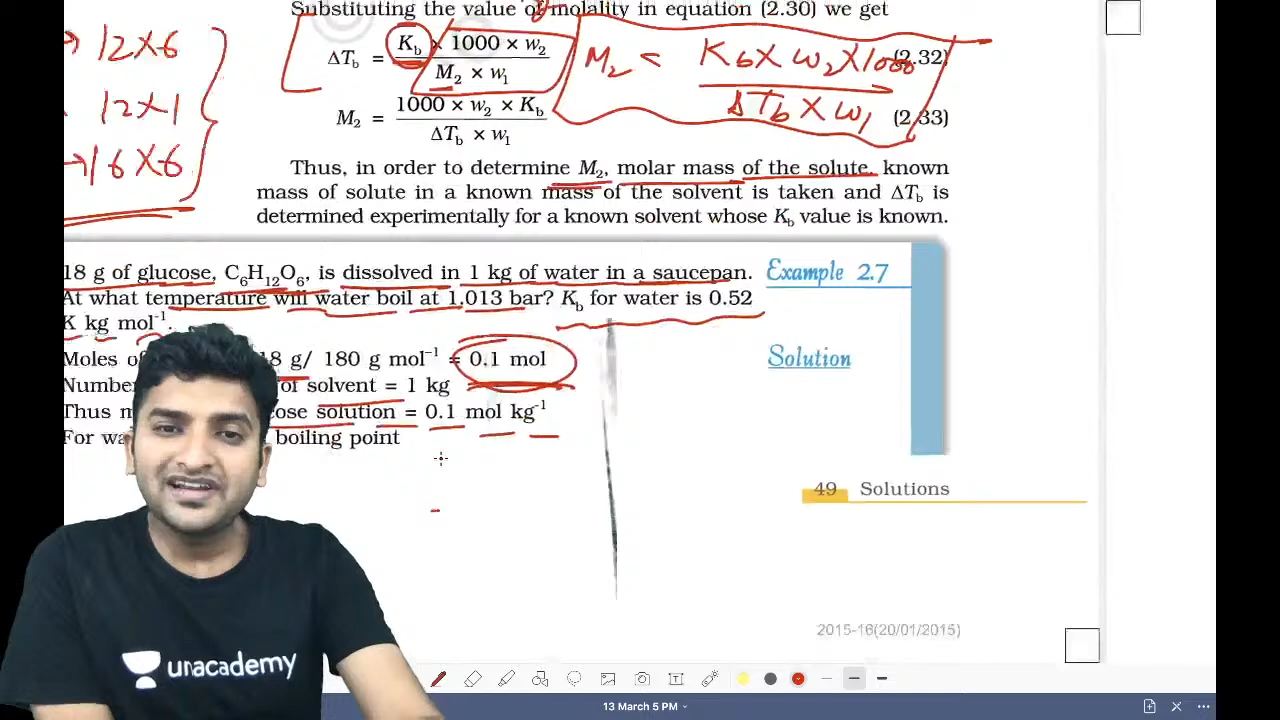 Substituting the value of molality in equation (2.30) we get
→ 12×6
12×1
→16×6
ΔTb = Kb × 1000 × w2 / M2 × w1 (2.32)
M2 = Kb × w2 × 1000 / ΔTb × w1
M2 = 1000 × w2 × Kb / ΔTb × w1 (2.33)
Thus, in order to determine M2, molar mass of the solute, known
mass of solute in a known mass of the solvent is taken and ΔTb is
determined experimentally for a known solvent whose Kb value is known.
18 g of glucose, C6H12O6, is dissolved in 1 kg of water in a saucepan.
At what temperature will water boil at 1.013 bar? Kb for water is 0.52
K kg mol-1.
Example 2.7
Moles of 18 g/ 180 g mol–1 = 0.1 mol
Solution
Number of solvent = 1 kg
Thus solution = 0.1 mol kg-1
For boiling point
49 Solutions
2015-16(20/01/2015)
unacademy
13 March 5 PM